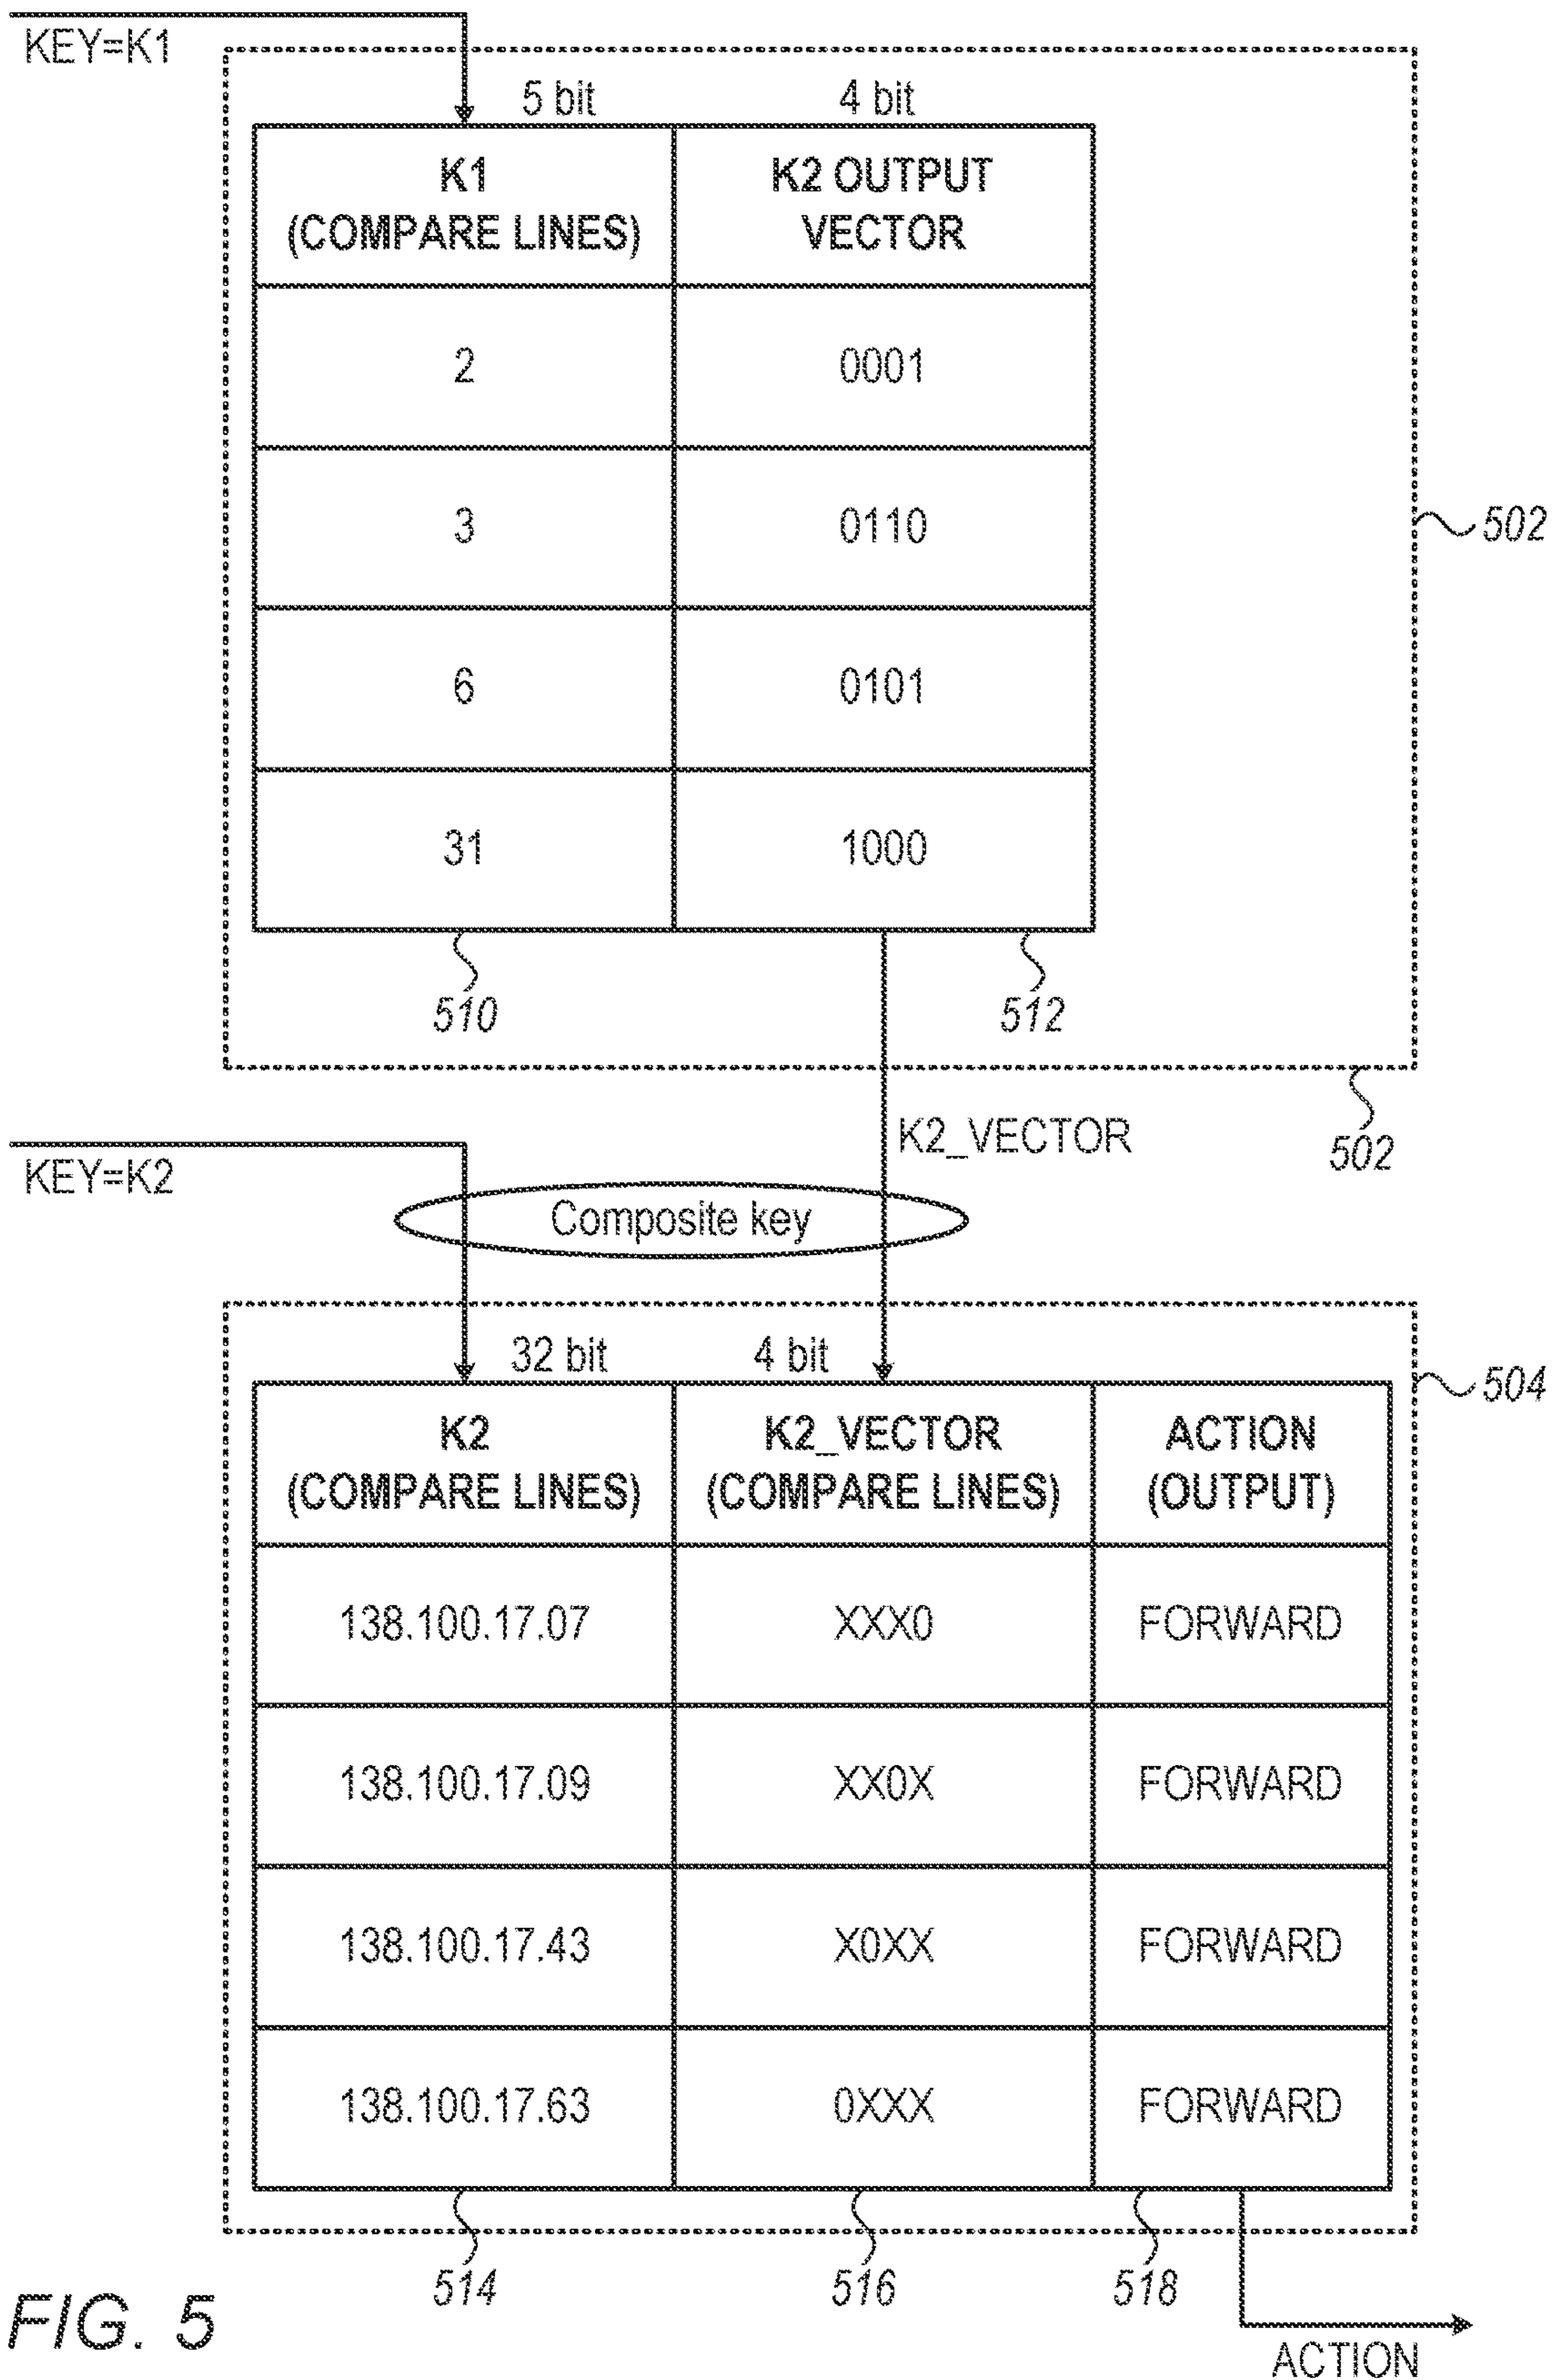 KEY=K1
5 bit 4 bit
K1
(COMPARE LINES)
K2 OUTPUT
VECTOR
2 0001
3 0110
502
6 0101
31 1000
510 512
K2_VECTOR
502
KEY=K2
Composite key
32 bit 4 bit
504
K2
(COMPARE LINES)
K2_VECTOR
(COMPARE LINES)
ACTION
(OUTPUT)
138.100.17.07 XXX0 FORWARD
138.100.17.09 XX0X FORWARD
138.100.17.43 X0XX FORWARD
138.100.17.63 0XXX FORWARD
514 516 518
FIG. 5
ACTION